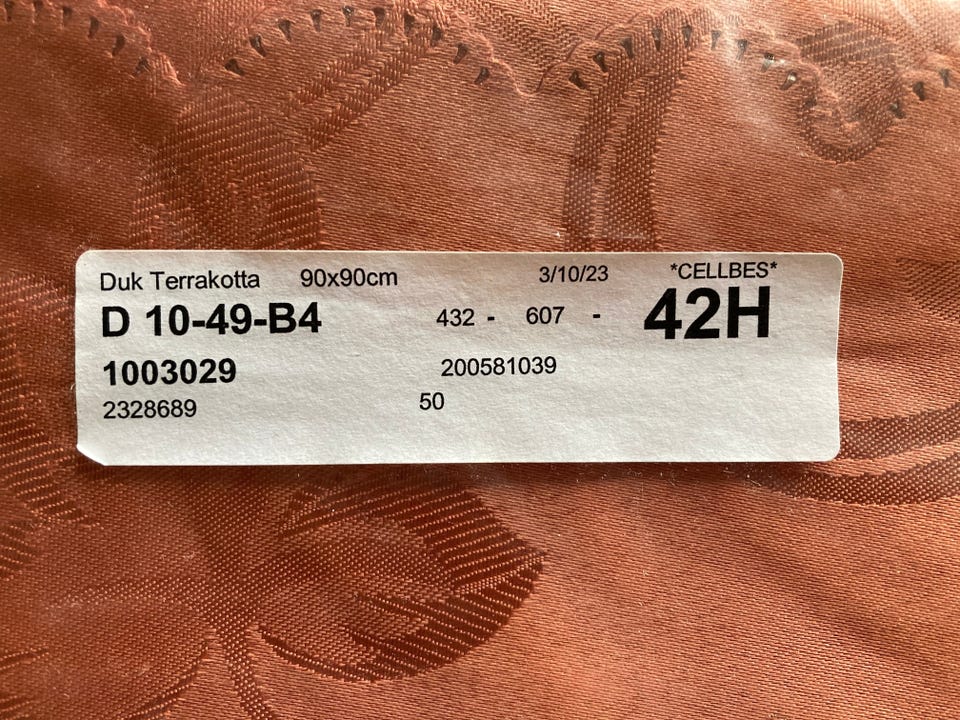 Duk Terrakotta 90x90cm 3/10/23 *CELLBES*
D 10-49-B4 432 - 607 - 42H
1003029 200581039
2328689 50